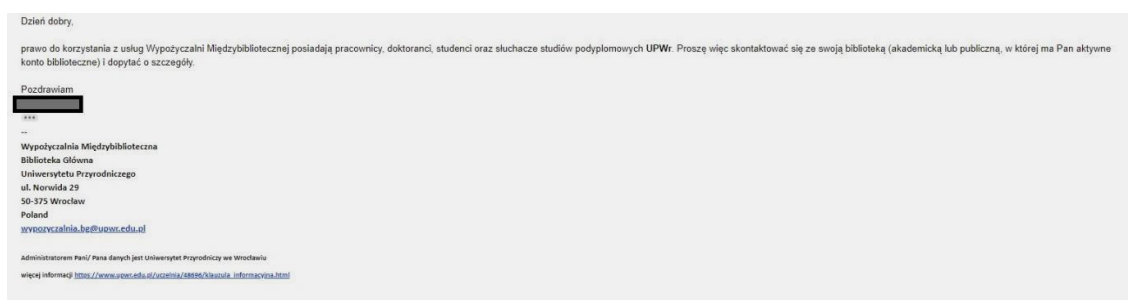 Dzień dobry,
prawo do korzystania z usług Wypożyczalni Międzybibliotecznej posiadają pracownicy, doktoranci, studenci oraz słuchacze studiów podyplomowych UPWr. Proszę więc skontaktować się ze swoją biblioteką (akademicką lub publiczną, w której ma Pan aktywne
konto biblioteczne) i dopytać o szczegóły.
Pozdrawiam
•••
--
Wypożyczalnia Międzybiblioteczna
Biblioteka Główna
Uniwersytetu Przyrodniczego
ul. Norwida 29
50-375 Wrocław
Poland
wypozyczalnia.bg@upwr.edu.pl
Administratorem Pani/ Pana danych jest Uniwersytet Przyrodniczy we Wrocławiu
więcej informacji https://www.upwr.edu.pl/uczelnia/48696/klauzula_informacyjna.html